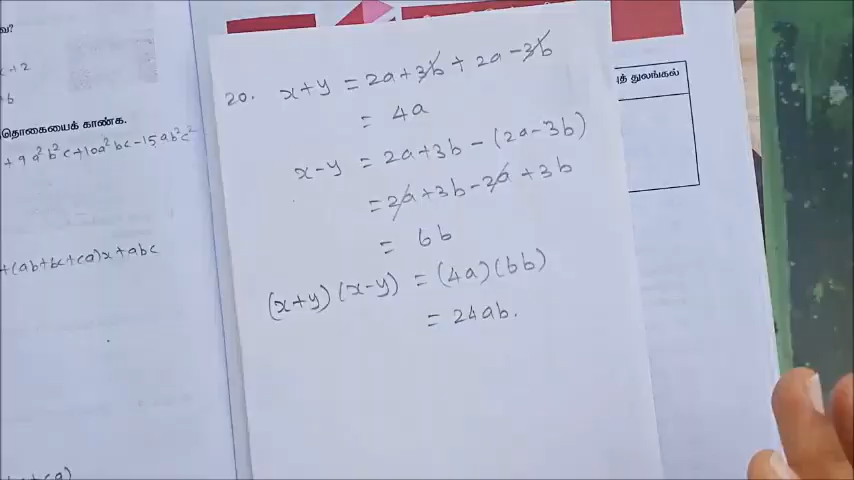 +2
+b
தொகையைக் காண்க.
+9a²b²c+10a²bc-15ab²c²
+(ab+bc+ca)x+abc
20. x+y = 2a+3b + 2a-3b
= 4a
x-y = 2a+3b - (2a-3b)
= 2a+3b-2a+3b
= 6b
(x+y)(x-y) = (4a)(6b)
= 24ab.
துலங்கல்